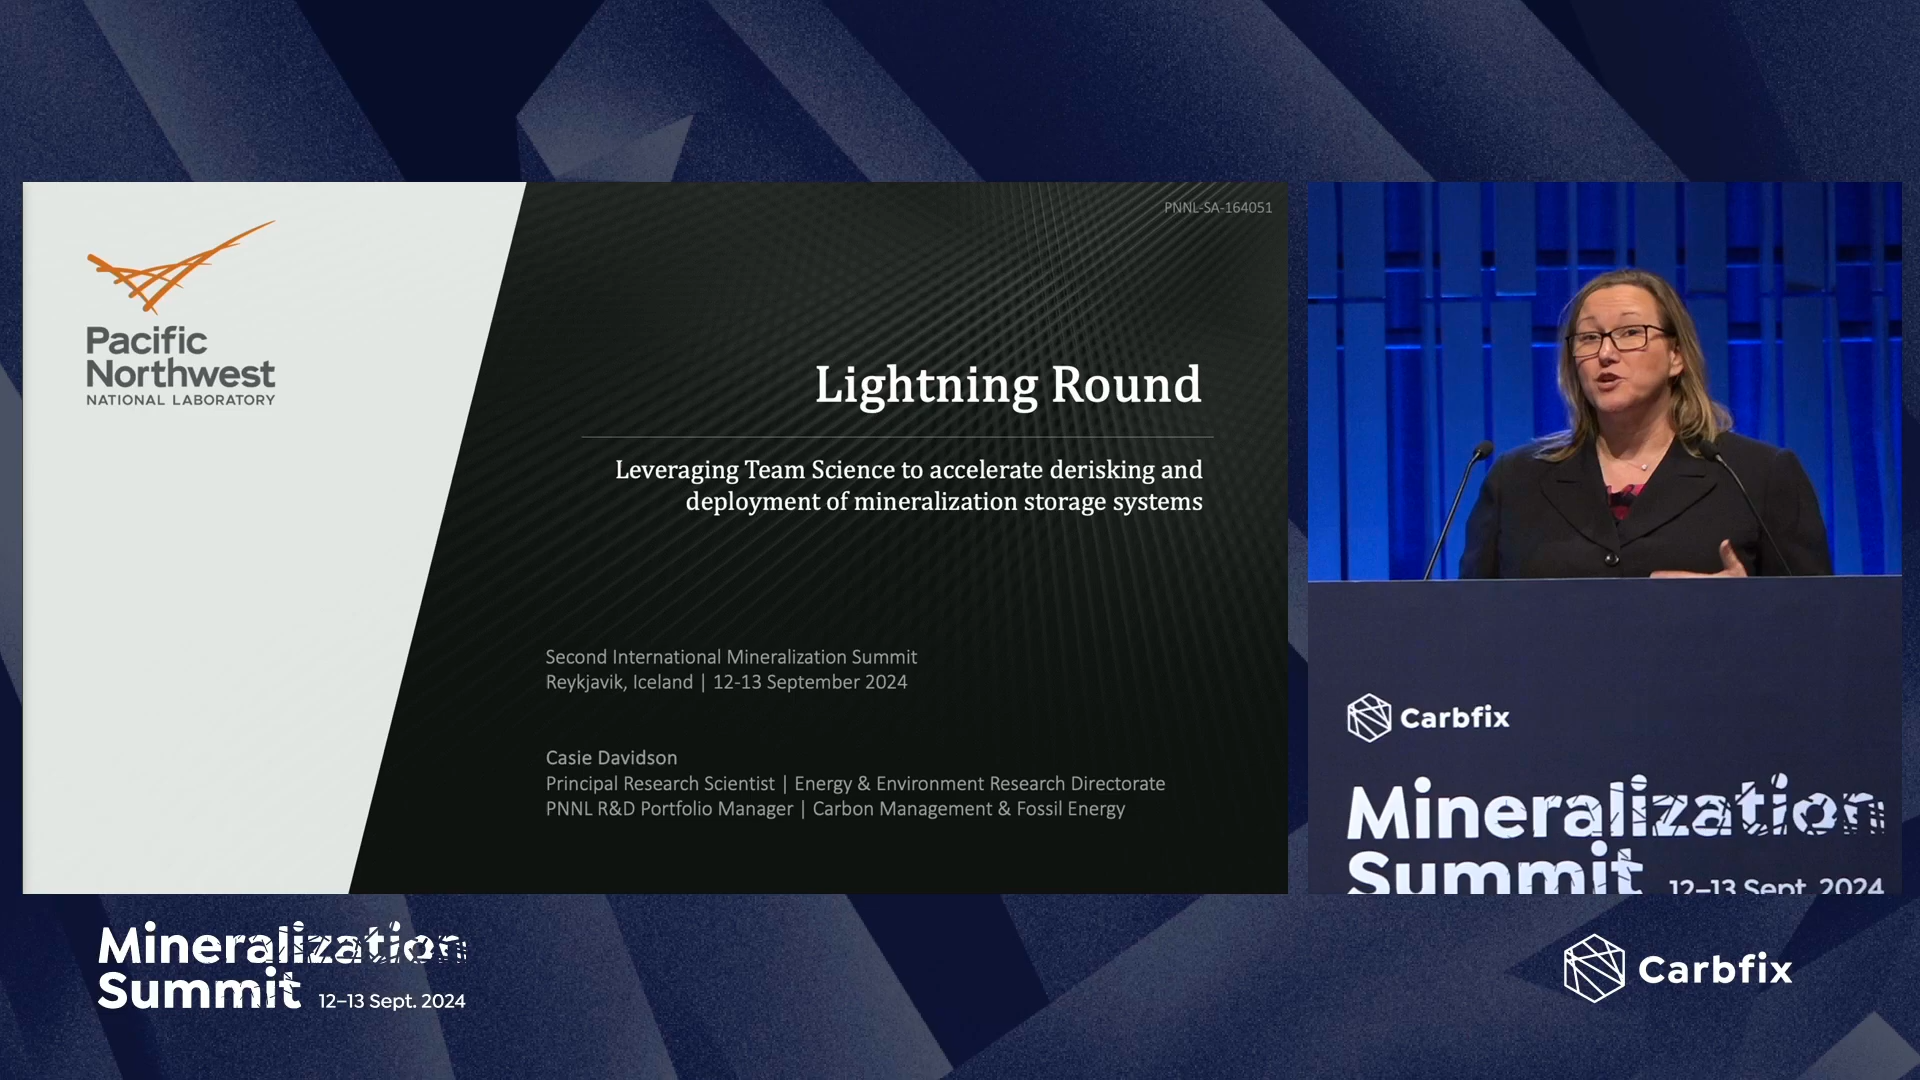 PNNL-SA-164051
Pacific
Northwest
NATIONAL LABORATORY
Lightning Round
Leveraging Team Science to accelerate derisking and
deployment of mineralization storage systems
Second International Mineralization Summit
Reykjavik, Iceland | 12-13 September 2024
Casie Davidson
Principal Research Scientist | Energy & Environment Research Directorate
PNNL R&D Portfolio Manager | Carbon Management & Fossil Energy
Carbfix
Mineralization
Summit 12–13 Sept. 2024
Mineralization
Summit 12–13 Sept. 2024
Carbfix